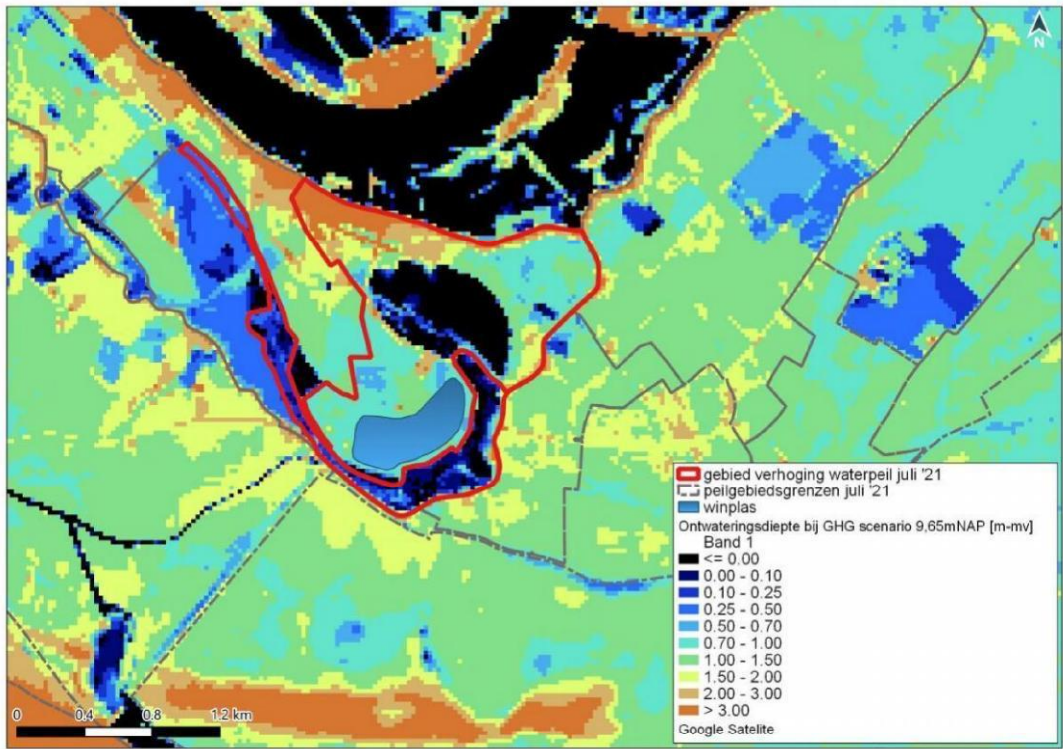 N
gebied verhoging waterpeil juli '21
peilgebiedsgrenzen juli '21
winplas
Ontwateringsdiepte bij GHG scenario 9,65mNAP [m-mv]
Band 1
<= 0.00
0.00 - 0.10
0.10 - 0.25
0.25 - 0.50
0.50 - 0.70
0.70 - 1.00
1.00 - 1.50
1.50 - 2.00
2.00 - 3.00
> 3.00
Google Satelite
0 0.4 0.8 1.2 km